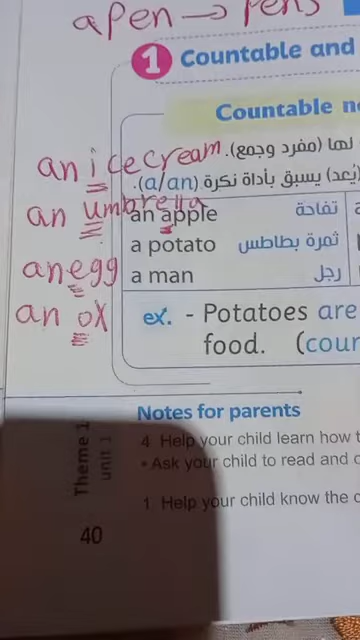 a pen → pens
1 Countable and
Countable n
لها (مفرد وجمع).
an ice cream
(يُعد) يسبق بأداة نكرة (a/an).
an umbrella
an apple تفاحة
a potato ثمرة بطاطس
an egg
a man رجل
an ox
ex. - Potatoes are
food. (cour
Notes for parents
4 Help your child learn how t
• Ask your child to read and c
1 Help your child know the c
Theme 1
unit 1
40